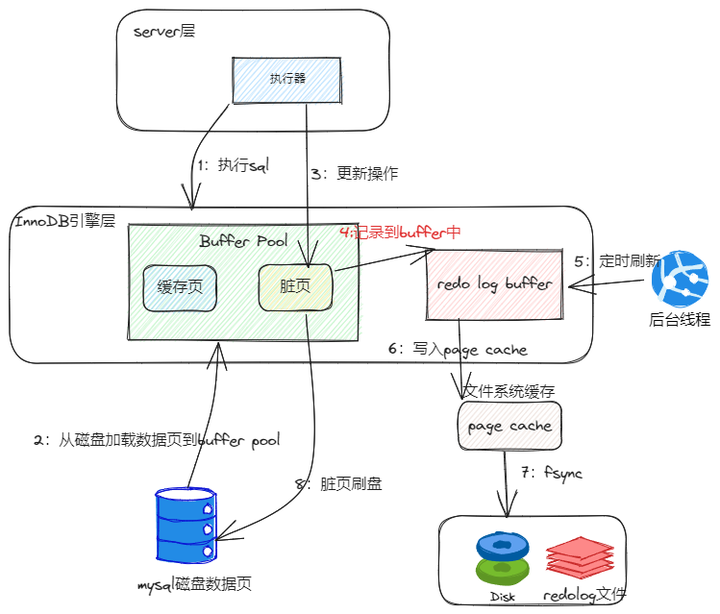 server层
执行器
1：执行sql
3：更新操作
InnoDB引擎层
Buffer Pool
4:记录到buffer中
缓存页
脏页
redo log buffer
5：定时刷新
后台线程
6：写入page cache
文件系统缓存
page cache
2：从磁盘加载数据页到buffer pool
7：fsync
8：脏页刷盘
mysql磁盘数据页
Disk
redolog文件